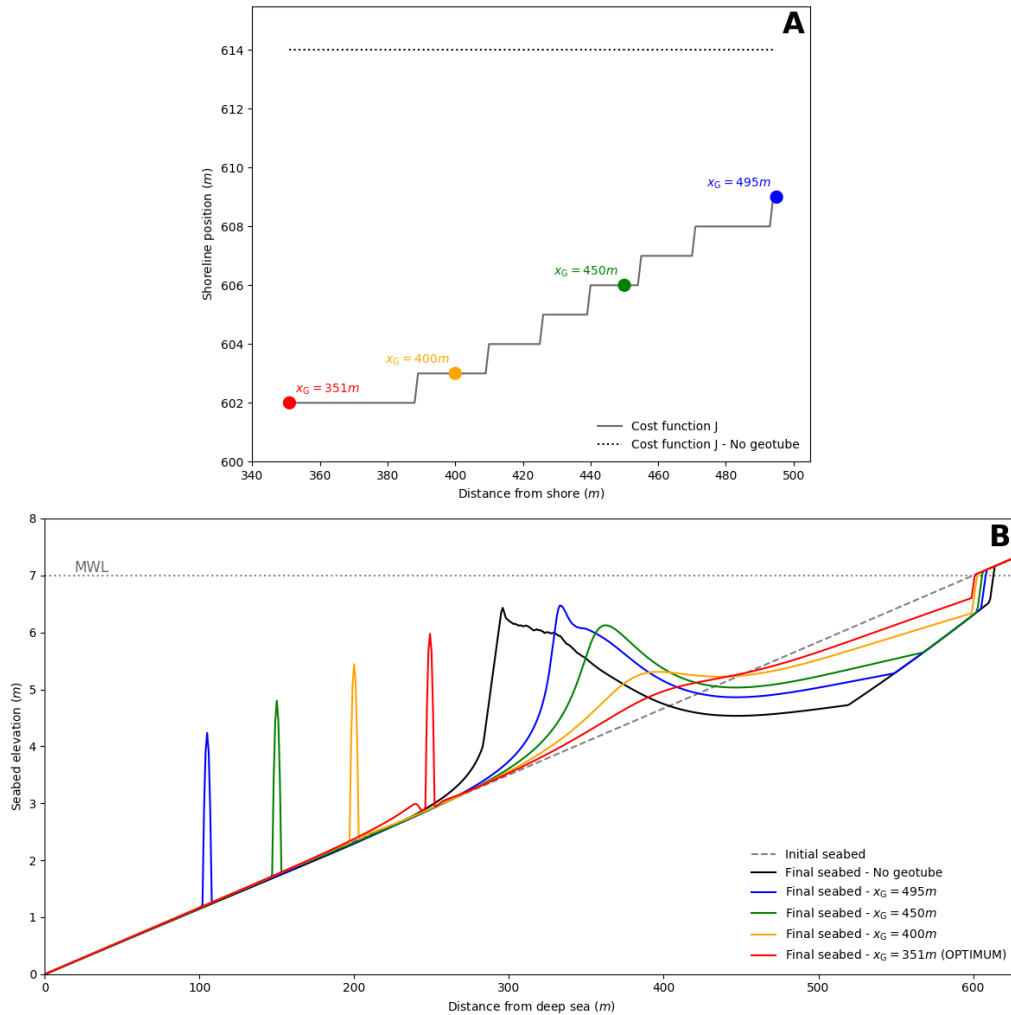 A
614
612
610
608
606
604
602
600
Shoreline position (m)
x_G = 495m
x_G = 450m
x_G = 400m
x_G = 351m
Cost function J
Cost function J - No geotube
340 360 380 400 420 440 460 480 500
Distance from shore (m)
B
8
7
6
5
4
3
2
1
0
Seabed elevation (m)
MWL
Initial seabed
Final seabed - No geotube
Final seabed - x_G = 495m
Final seabed - x_G = 450m
Final seabed - x_G = 400m
Final seabed - x_G = 351m (OPTIMUM)
0 100 200 300 400 500 600
Distance from deep sea (m)